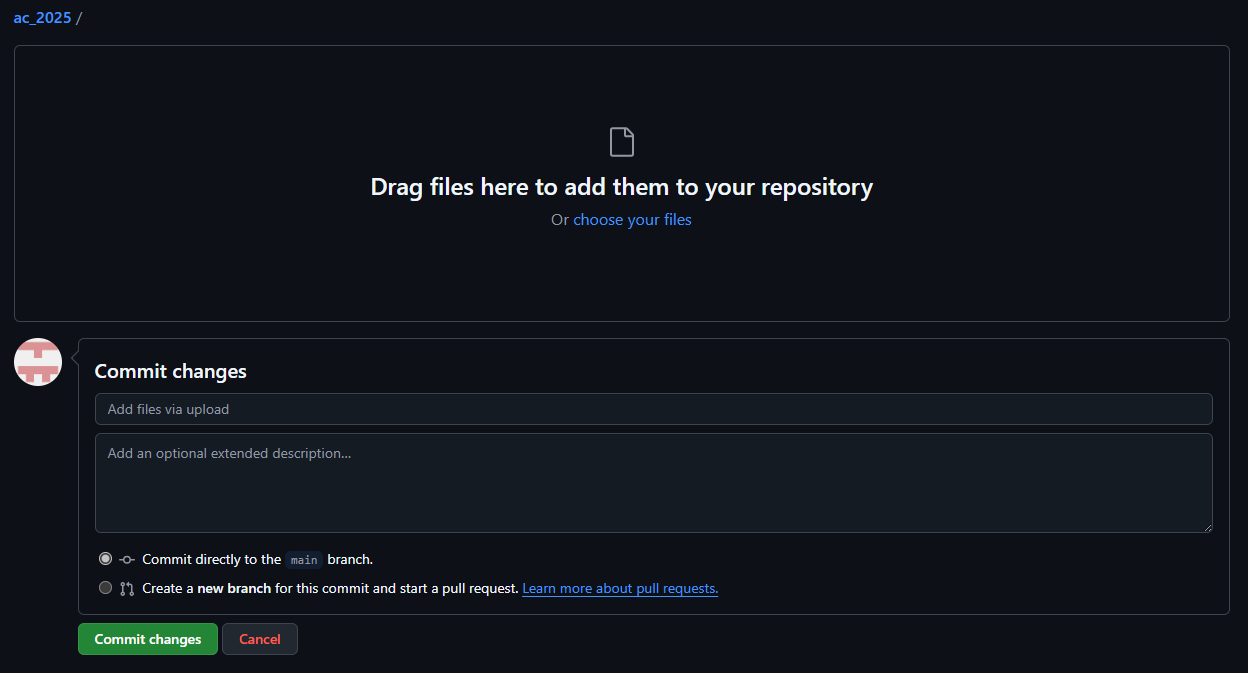 ac_2025 /
Drag files here to add them to your repository
Or choose your files
Commit changes
Add files via upload
Add an optional extended description...
Commit directly to the main branch.
Create a new branch for this commit and start a pull request. Learn more about pull requests.
Commit changes
Cancel